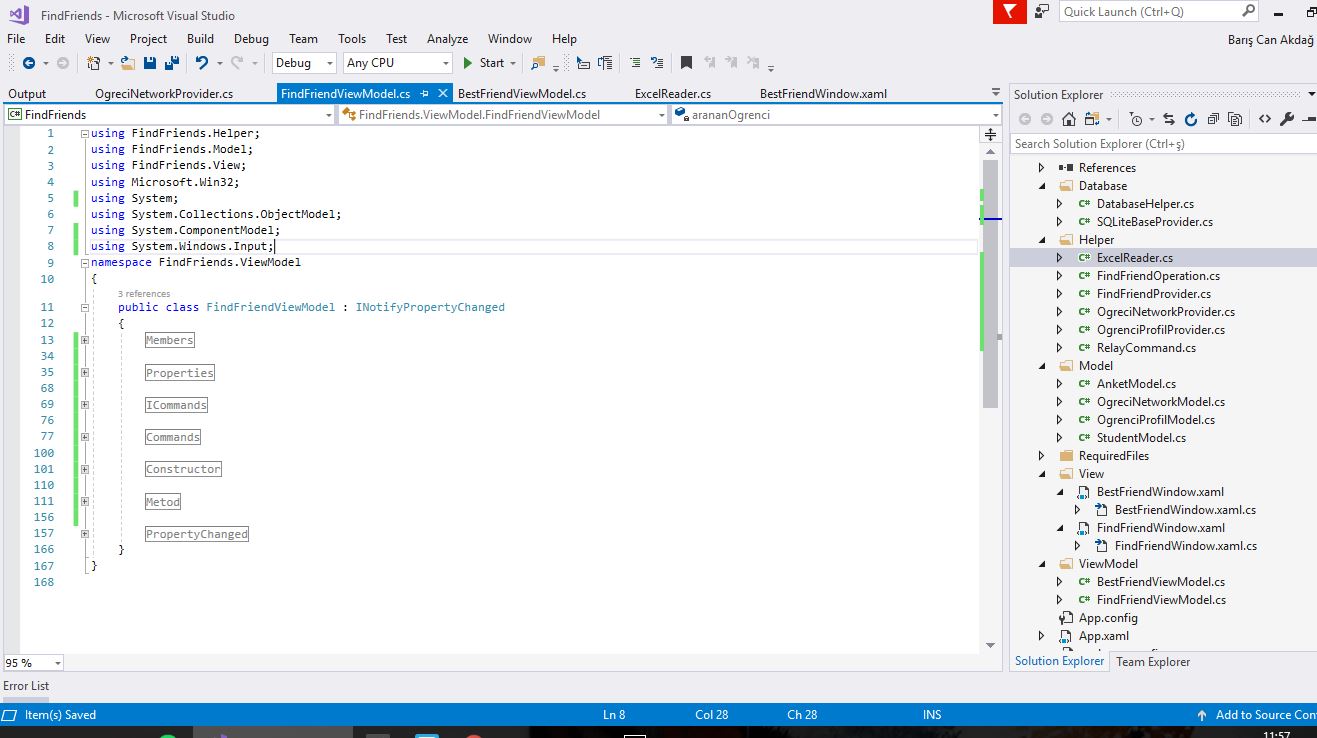 FindFriends - Microsoft Visual Studio
Quick Launch (Ctrl+Q)
File Edit View Project Build Debug Team Tools Test Analyze Window Help
Barış Can Akdağ
Debug Any CPU Start
Output OgreciNetworkProvider.cs FindFriendViewModel.cs BestFriendViewModel.cs ExcelReader.cs BestFriendWindow.xaml
C# FindFriends FindFriends.ViewModel.FindFriendViewModel arananOgrenci
1 using FindFriends.Helper;
2 using FindFriends.Model;
3 using FindFriends.View;
4 using Microsoft.Win32;
5 using System;
6 using System.Collections.ObjectModel;
7 using System.ComponentModel;
8 using System.Windows.Input;
9 namespace FindFriends.ViewModel
10 {
3 references
11 public class FindFriendViewModel : INotifyPropertyChanged
12 {
13 Members
34
35 Properties
68
69 ICommands
76
77 Commands
100
101 Constructor
110
111 Metod
156
157 PropertyChanged
166 }
167 }
168
95 %
Solution Explorer
Search Solution Explorer (Ctrl+ş)
References
Database
C# DatabaseHelper.cs
C# SQLiteBaseProvider.cs
Helper
C# ExcelReader.cs
C# FindFriendOperation.cs
C# FindFriendProvider.cs
C# OgreciNetworkProvider.cs
C# OgrenciProfilProvider.cs
C# RelayCommand.cs
Model
C# AnketModel.cs
C# OgreciNetworkModel.cs
C# OgrenciProfilModel.cs
C# StudentModel.cs
RequiredFiles
View
BestFriendWindow.xaml
BestFriendWindow.xaml.cs
FindFriendWindow.xaml
FindFriendWindow.xaml.cs
ViewModel
C# BestFriendViewModel.cs
C# FindFriendViewModel.cs
App.config
App.xaml
Solution Explorer Team Explorer
Error List
Item(s) Saved Ln 8 Col 28 Ch 28 INS Add to Source Con
11:57